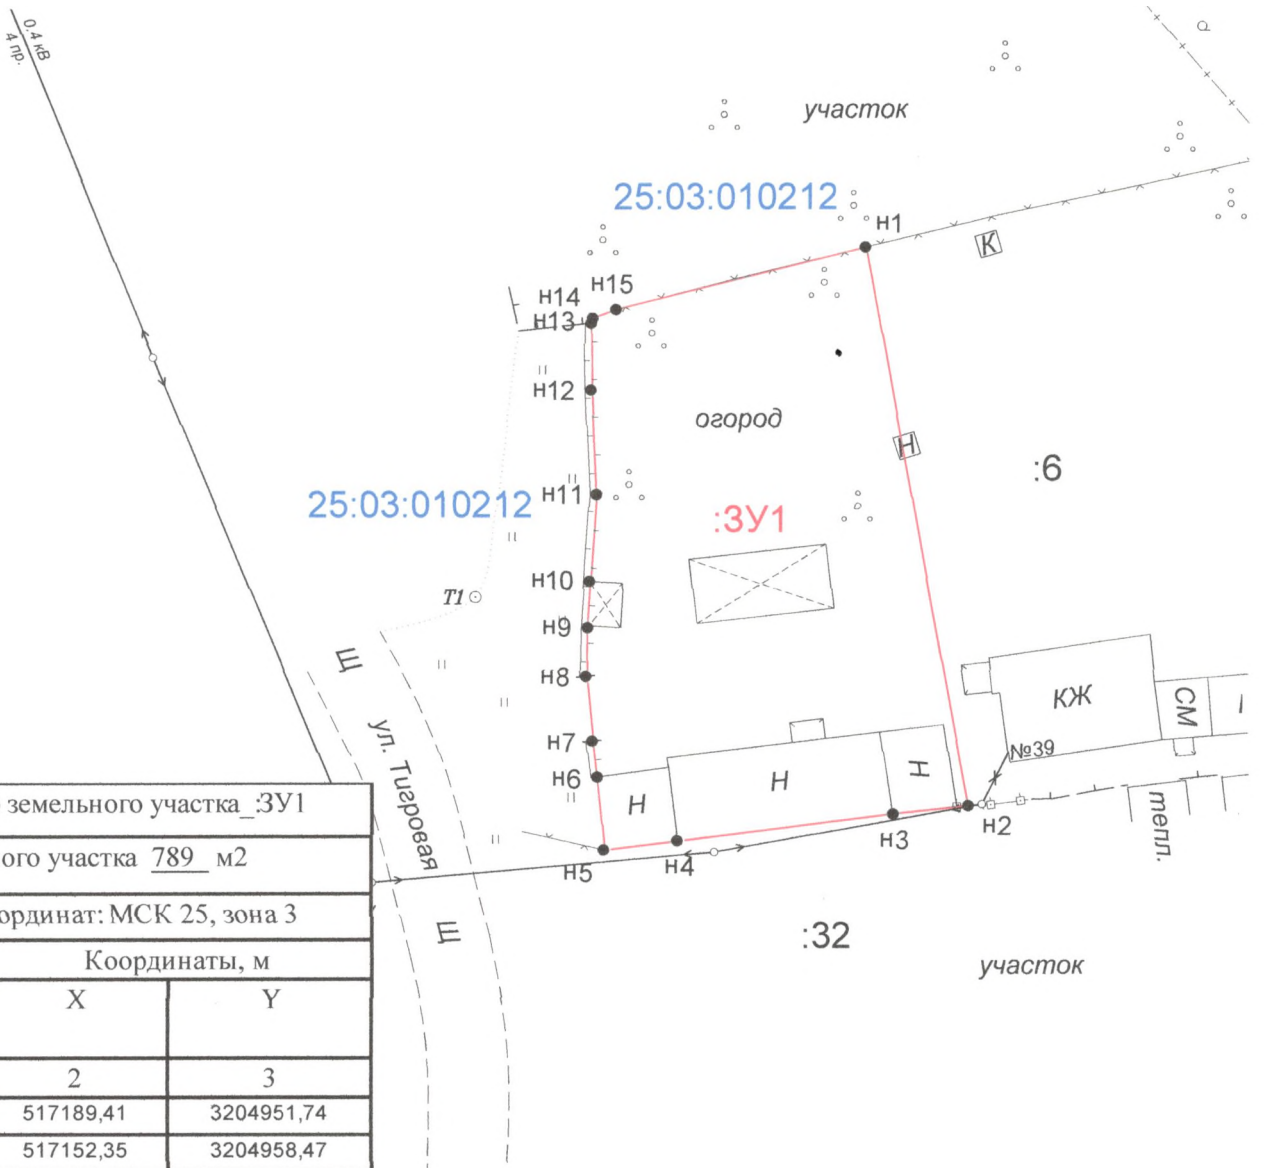 0.4 кВ
4 пр.
участок
25:03:010212
н1
К
н15
н14
н13
н12
огород
Н
:6
н11
25:03:010212
:ЗУ1
н10
Т1
н9
Щ
н8
КЖ
СМ
ул. Тигровая
н7
№39
н6
Н
Н
Н
н2
тепл.
н3
н4
н5
Щ
:32
участок
земельного участка_:ЗУ1
ого участка 789 м2
ординат: МСК 25, зона 3
Координаты, м
X Y
2 3
517189,41 3204951,74
517152,35 3204958,47